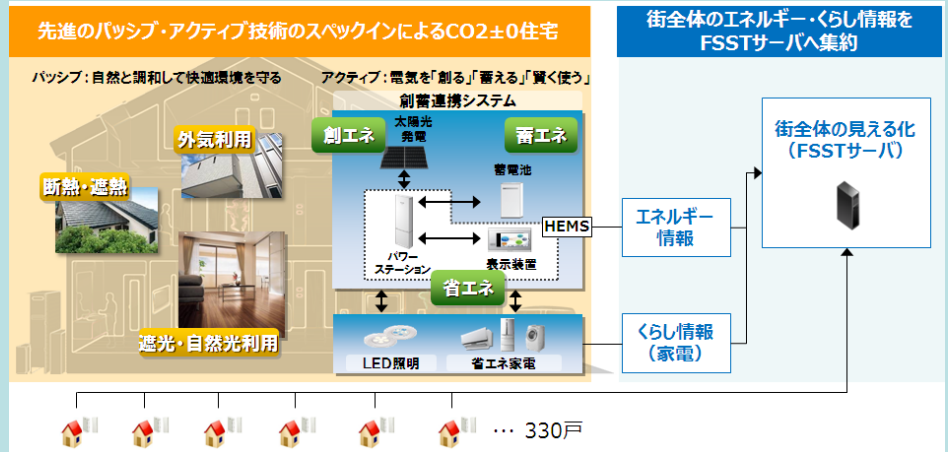 先進のパッシブ・アクティブ技術のスペックインによるCO2±0住宅
街全体のエネルギー・くらし情報を
FSSTサーバへ集約
パッシブ：自然と調和して快適環境を守る
アクティブ：電気を「創る」「蓄える」「賢く使う」
創蓄連携システム
創エネ
太陽光
発電
蓄エネ
外気利用
断熱・遮熱
遮光・自然光利用
蓄電池
HEMS
パワー
ステーション
表示装置
省エネ
LED照明
省エネ家電
エネルギー
情報
くらし情報
（家電）
街全体の見える化
（FSSTサーバ）
… 330戸